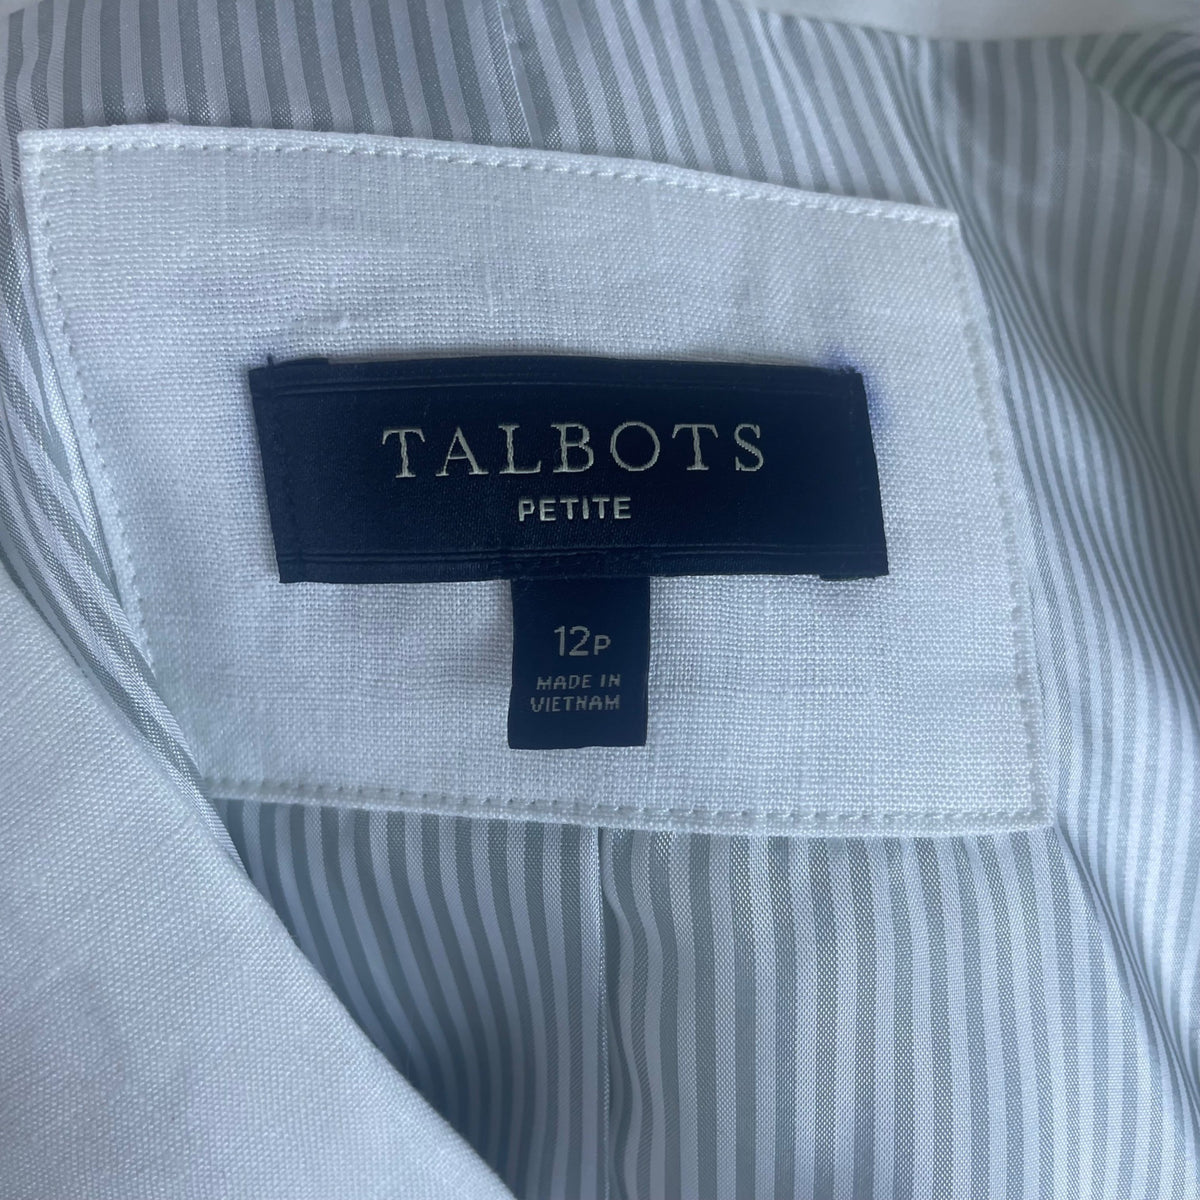 TALBOTS
PETITE
12P
MADE IN
VIETNAM